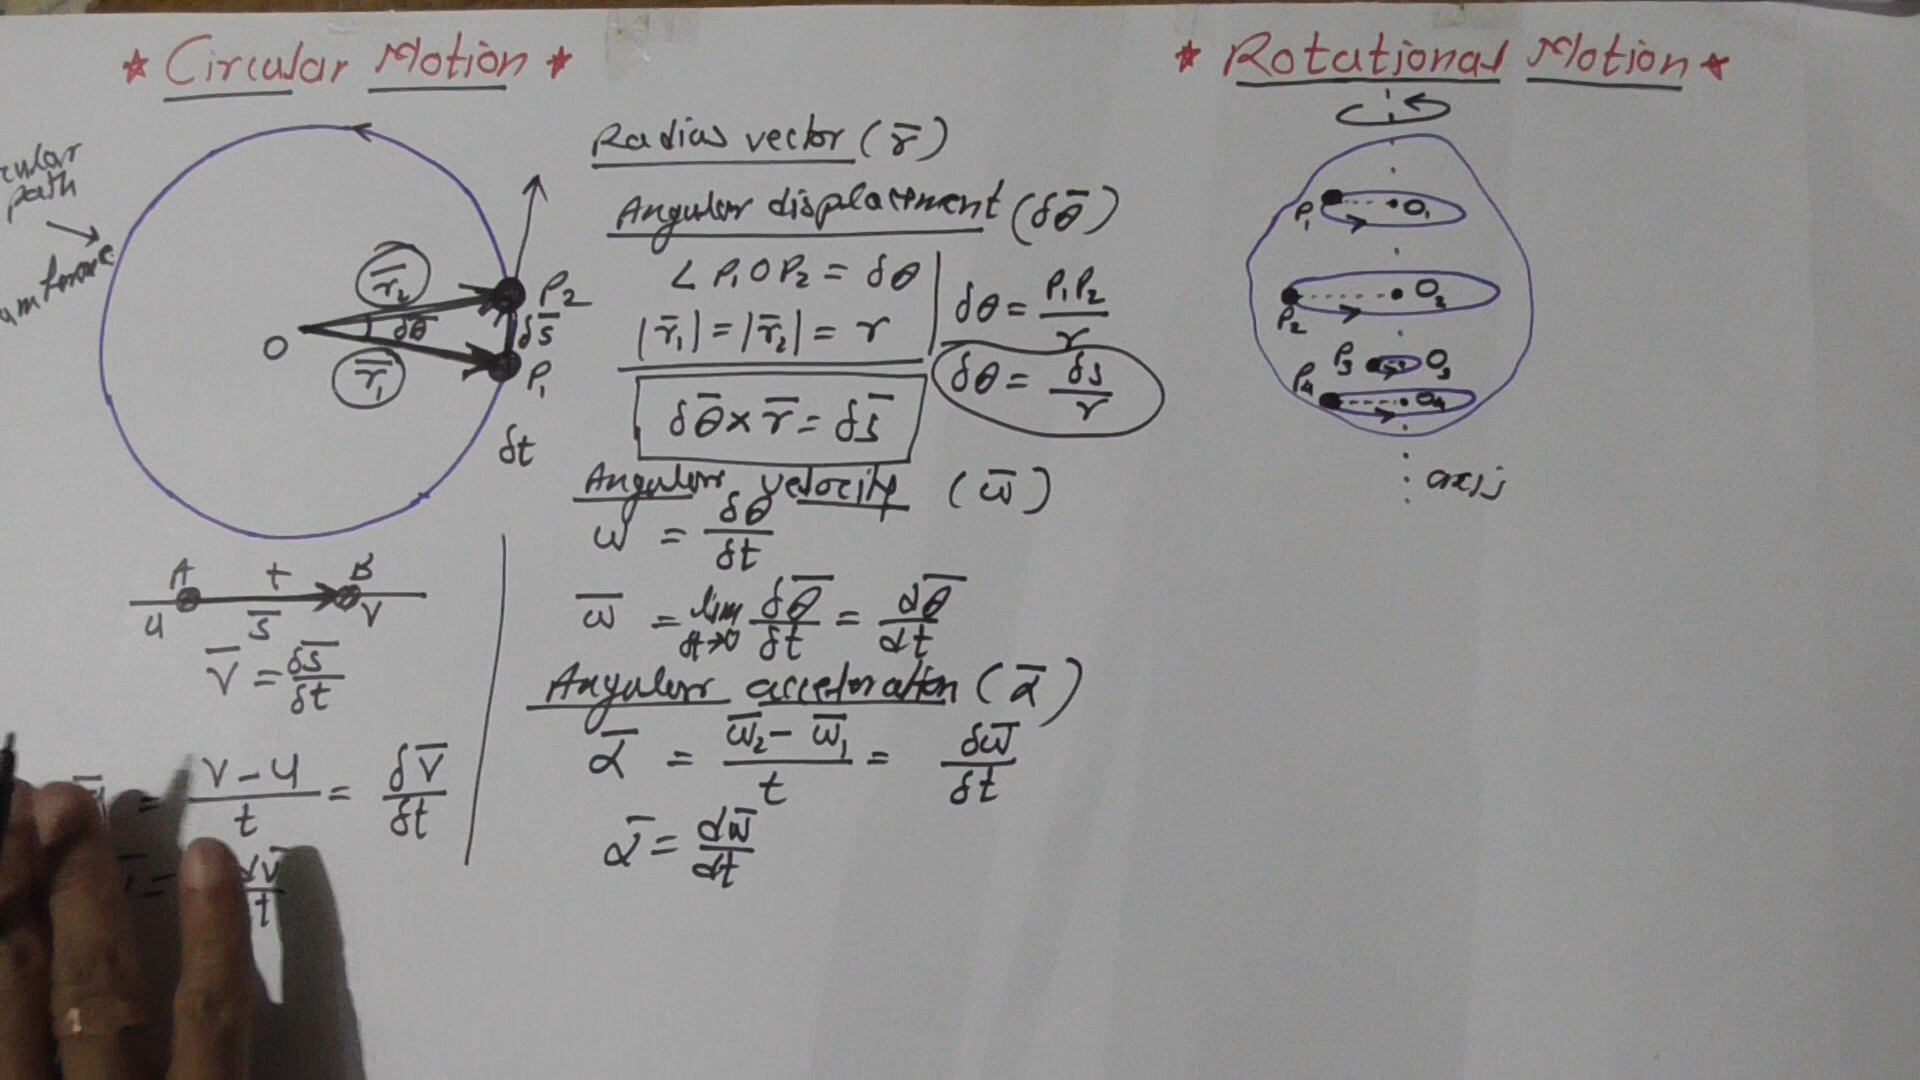 * Circular Motion *
path
O
r̄₂
δθ̄
r̄₁
P₂
δs̄
P₁
δt
A t B
u s̄ v
v̄ = δs̄/δt
= v - u / t = δv̄/δt
Radius vector (r̄)
Angular displacement (δθ̄)
∠P₁OP₂ = δθ
|r̄₁| = |r̄₂| = r
δθ = P₁P₂/r
δθ = δs/r
δθ̄ × r̄ = δs̄
Angular velocity (ω̄)
ω = δθ/δt
ω̄ = lim δt→0 δθ̄/δt = dθ̄/dt
Angular acceleration (ᾱ)
ᾱ = ω̄₂ - ω̄₁ / t = δω̄/δt
ᾱ = dω̄/dt
* Rotational Motion *
P₁ O₁
P₂ O₂
P₃ O₃
P₄ O₄
axis